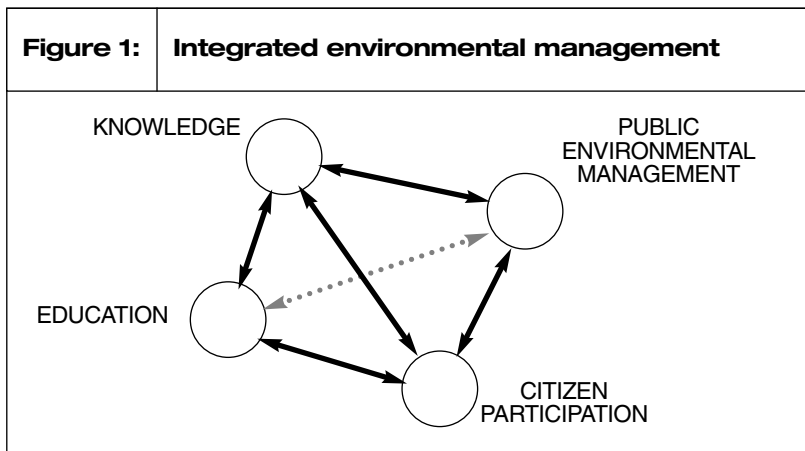 Figure 1: Integrated environmental management
KNOWLEDGE
PUBLIC
ENVIRONMENTAL
MANAGEMENT
EDUCATION
CITIZEN
PARTICIPATION